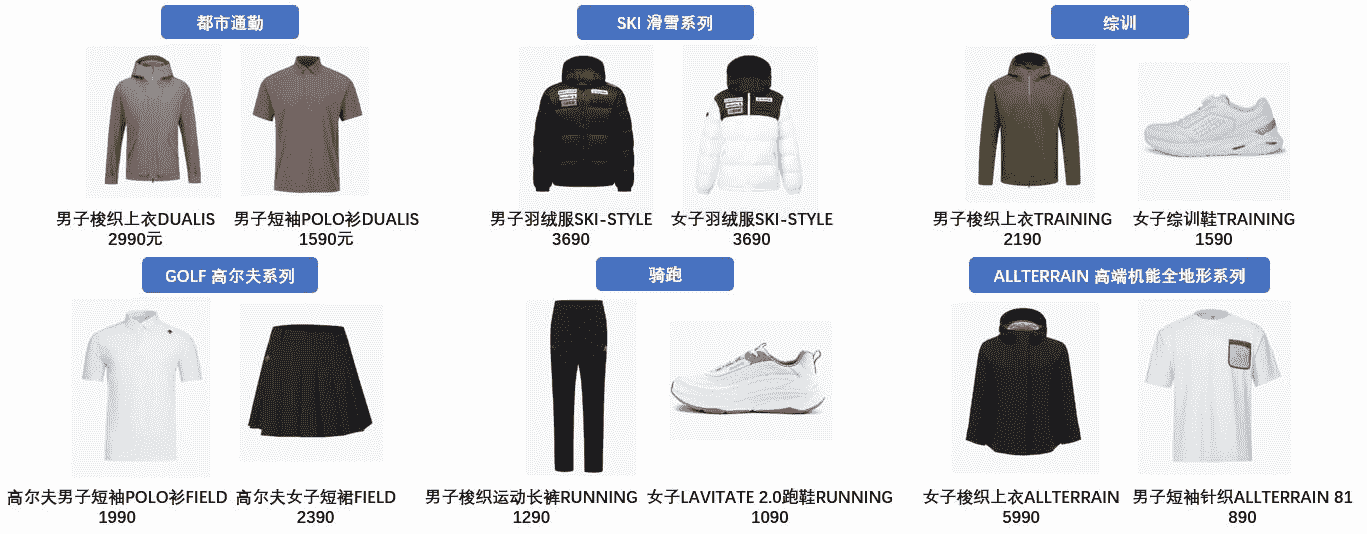 都市通勤
SKI 滑雪系列
综训
男子梭织上衣DUALIS
2990元
男子短袖POLO衫DUALIS
1590元
男子羽绒服SKI-STYLE
3690
女子羽绒服SKI-STYLE
3690
男子梭织上衣TRAINING
2190
女子综训鞋TRAINING
1590
GOLF 高尔夫系列
骑跑
ALLTERRAIN 高端机能全地形系列
高尔夫男子短袖POLO衫FIELD
1990
高尔夫女子短裙FIELD
2390
男子梭织运动长裤RUNNING
1290
女子LAVITATE 2.0跑鞋RUNNING
1090
女子梭织上衣ALLTERRAIN
5990
男子短袖针织ALLTERRAIN 81
890